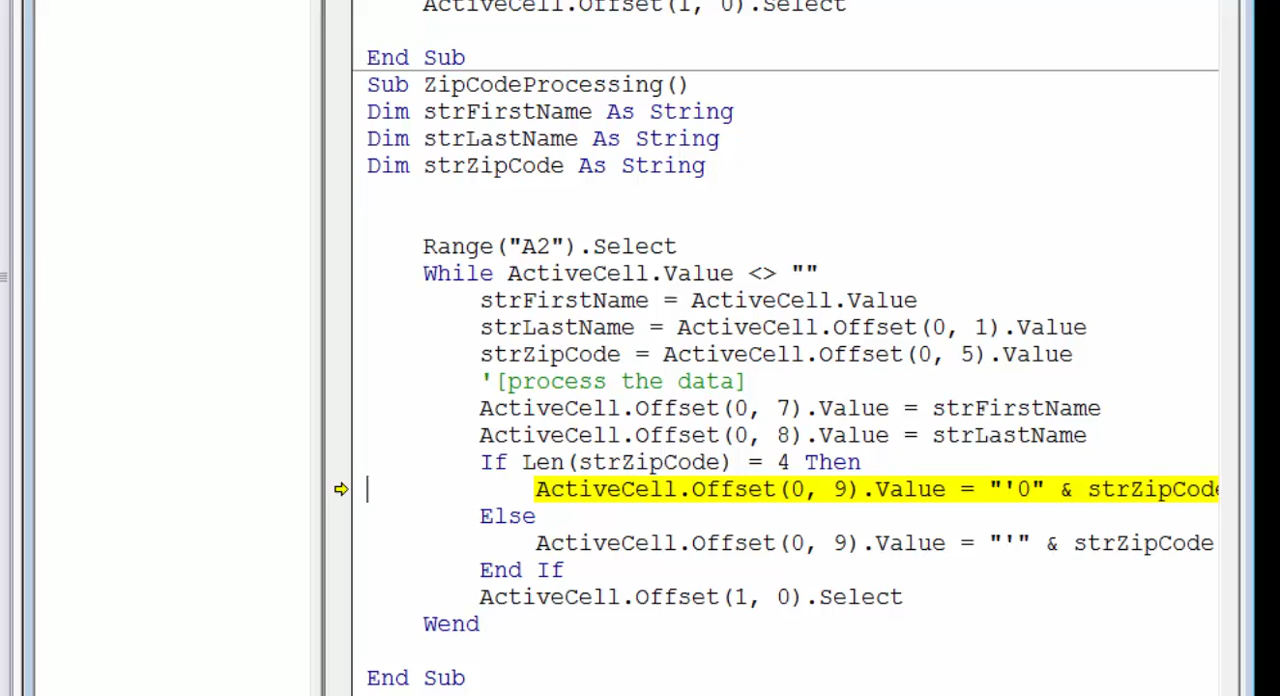 ActiveCell.Offset(1, 0).Select
End Sub
Sub ZipCodeProcessing()
Dim strFirstName As String
Dim strLastName As String
Dim strZipCode As String
Range("A2").Select
While ActiveCell.Value <> ""
strFirstName = ActiveCell.Value
strLastName = ActiveCell.Offset(0, 1).Value
strZipCode = ActiveCell.Offset(0, 5).Value
'[process the data]
ActiveCell.Offset(0, 7).Value = strFirstName
ActiveCell.Offset(0, 8).Value = strLastName
If Len(strZipCode) = 4 Then
ActiveCell.Offset(0, 9).Value = "'0" & strZipCode
Else
ActiveCell.Offset(0, 9).Value = "'" & strZipCode
End If
ActiveCell.Offset(1, 0).Select
Wend
End Sub